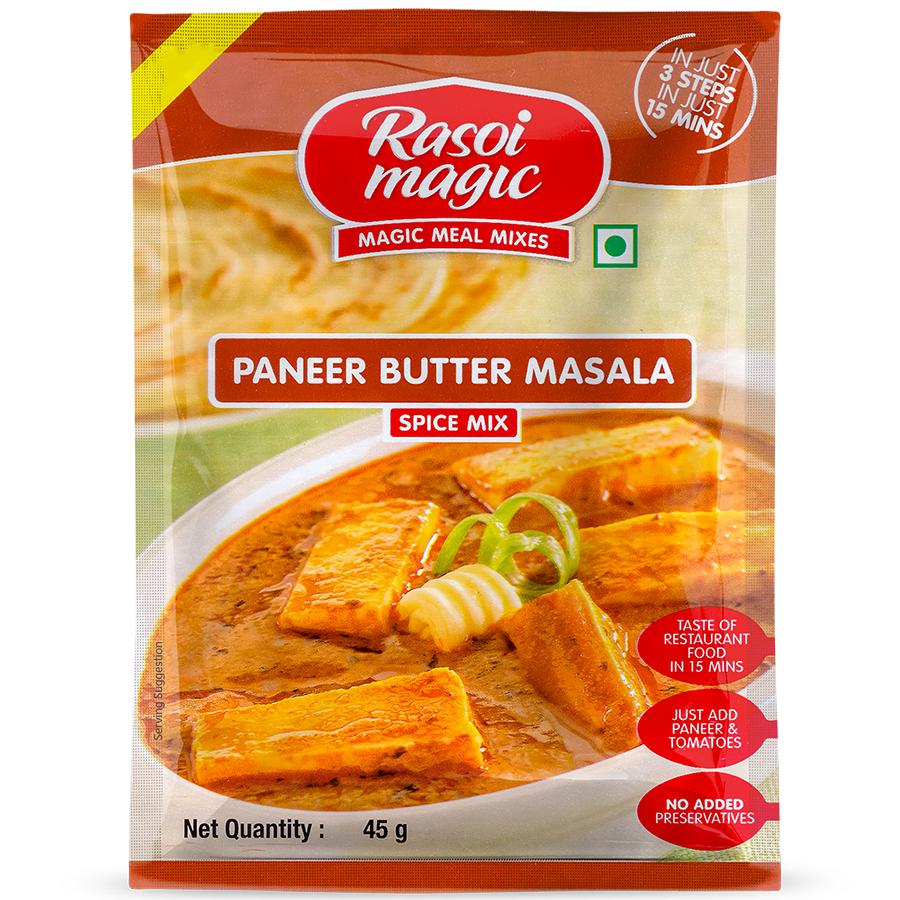 IN JUST
3 STEPS
IN JUST
15 MINS
Rasoi
magic
MAGIC MEAL MIXES
PANEER BUTTER MASALA
SPICE MIX
TASTE OF
RESTAURANT
FOOD
IN 15 MINS
JUST ADD
PANEER &
TOMATOES
NO ADDED
PRESERVATIVES
Serving Suggestion
Net Quantity : 45 g